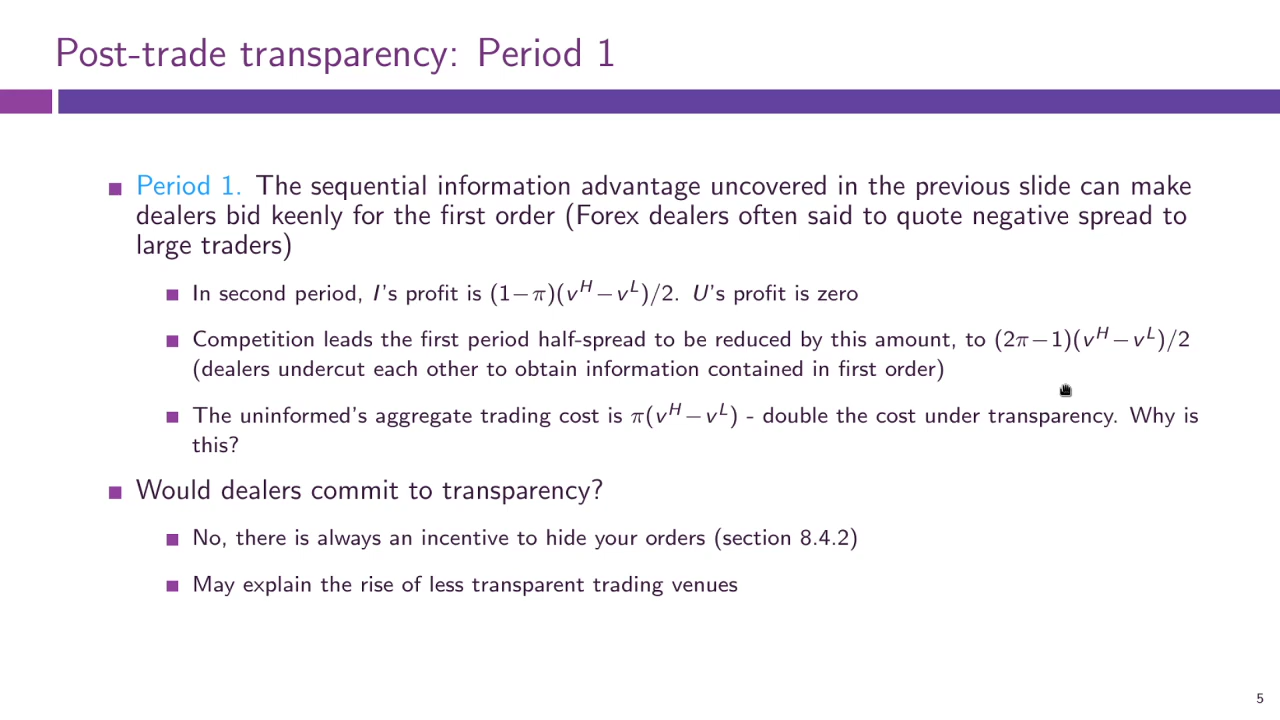 Post-trade transparency: Period 1
Period 1. The sequential information advantage uncovered in the previous slide can make
dealers bid keenly for the first order (Forex dealers often said to quote negative spread to
large traders)
In second period, I's profit is (1−π)(v^H−v^L)/2. U's profit is zero
Competition leads the first period half-spread to be reduced by this amount, to (2π−1)(v^H−v^L)/2
(dealers undercut each other to obtain information contained in first order)
The uninformed's aggregate trading cost is π(v^H−v^L) - double the cost under transparency. Why is
this?
Would dealers commit to transparency?
No, there is always an incentive to hide your orders (section 8.4.2)
May explain the rise of less transparent trading venues
5